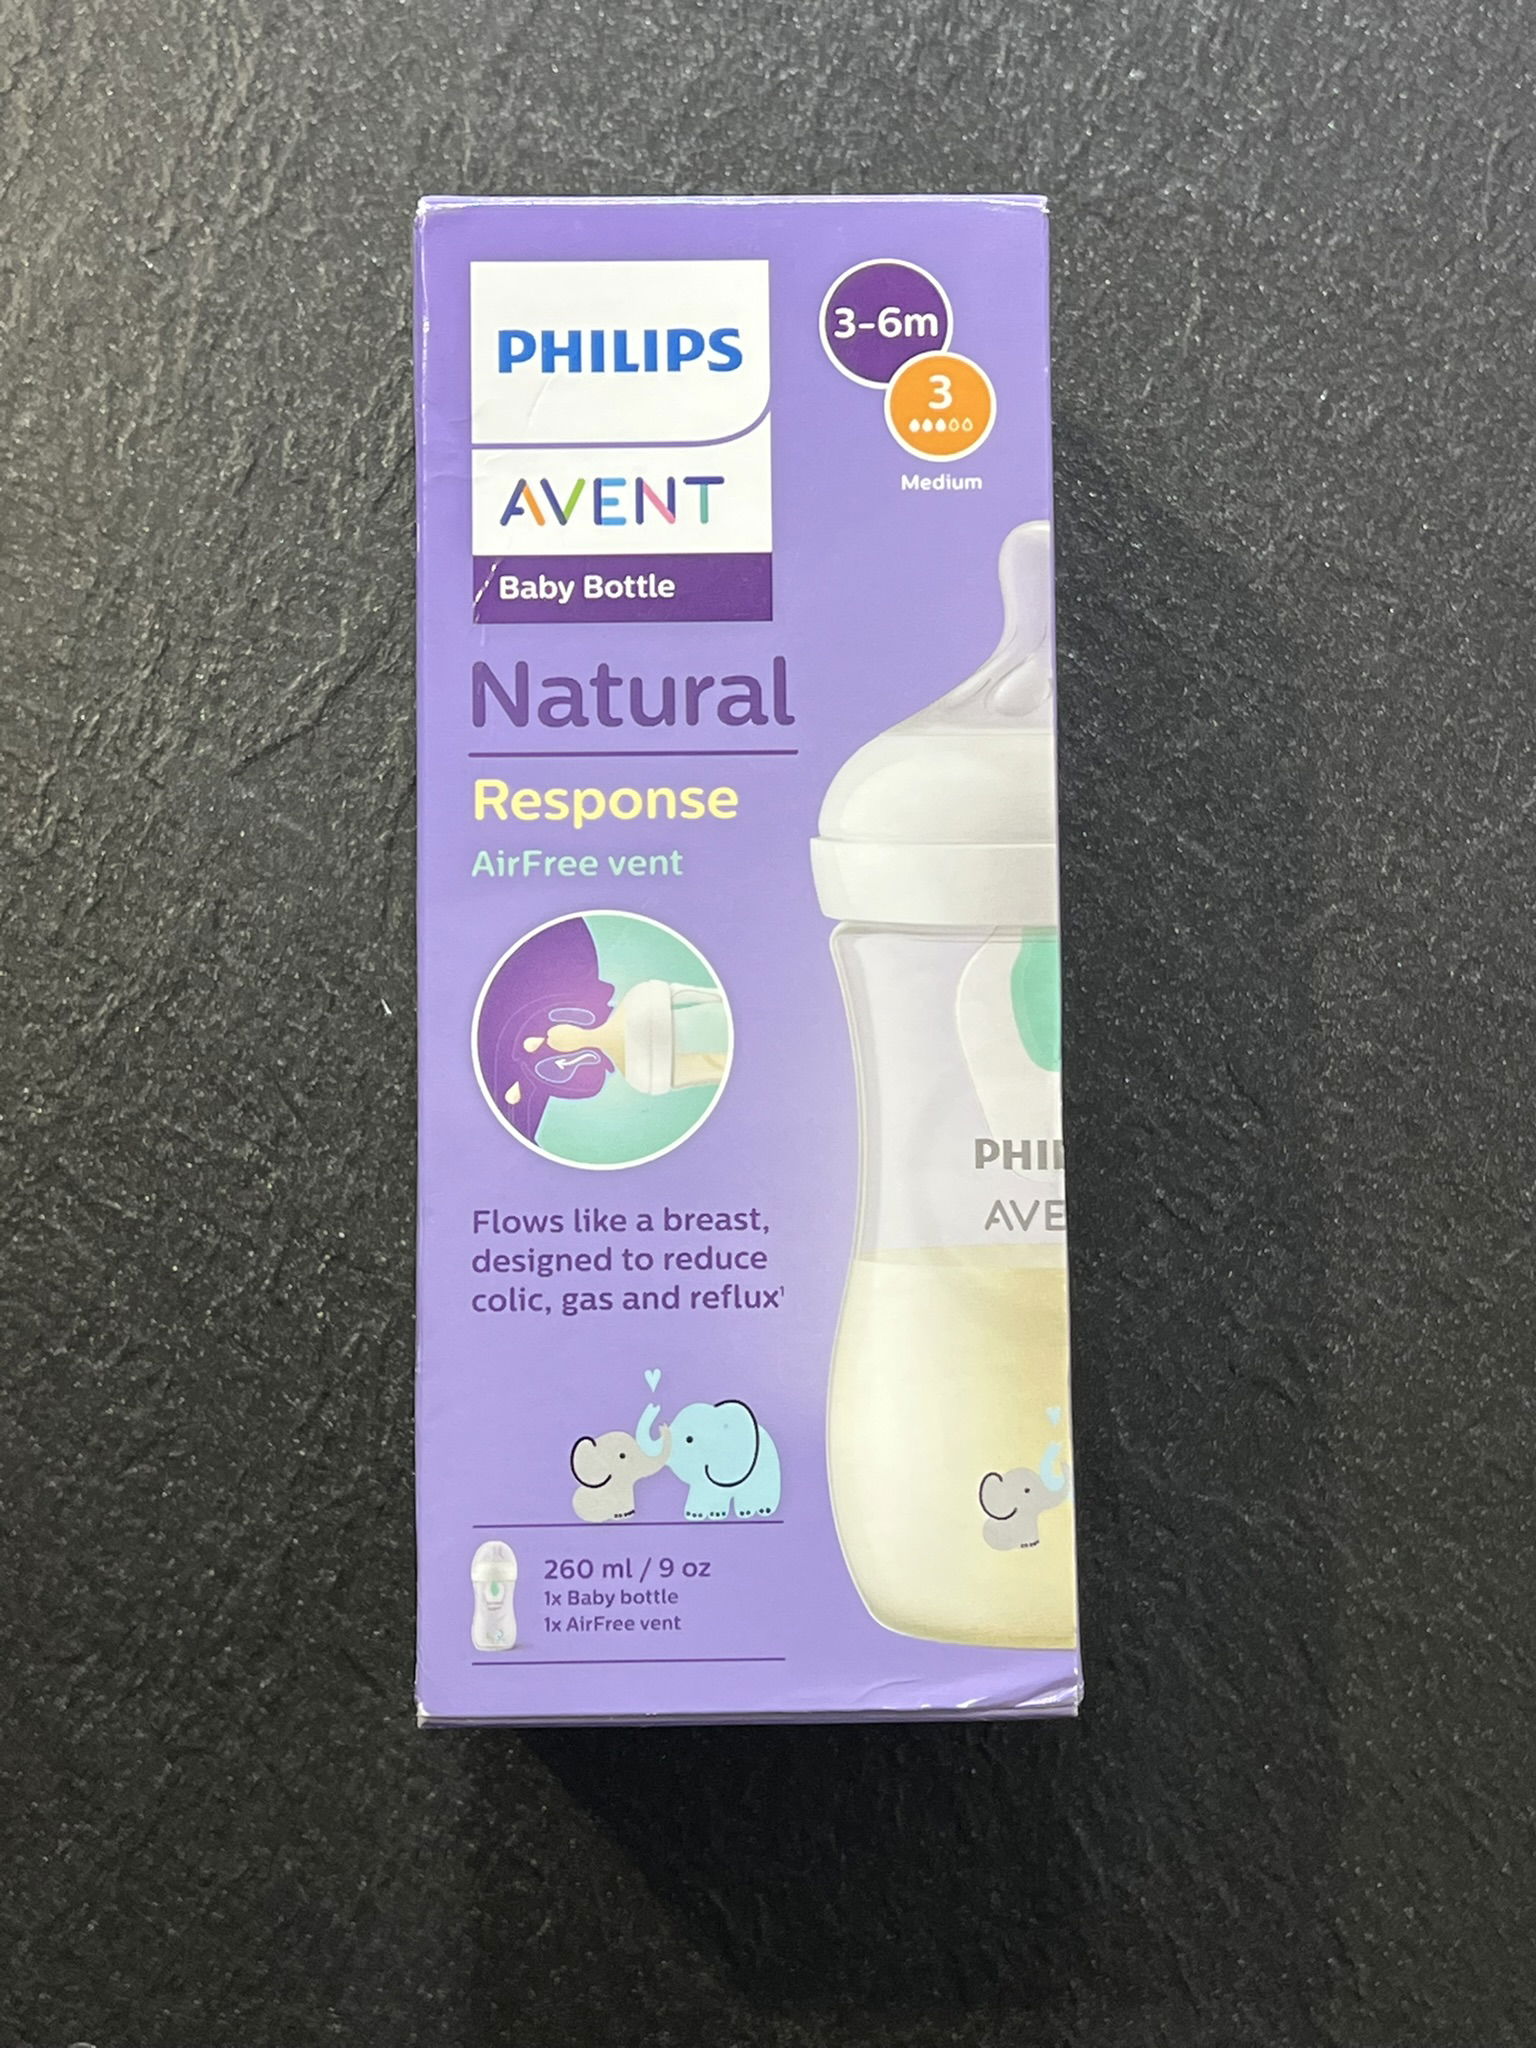 PHILIPS
AVENT
Baby Bottle
3-6m
3
Medium
Natural
Response
AirFree vent
Flows like a breast,
designed to reduce
colic, gas and reflux¹
PHI
AVE
260 ml / 9 oz
1x Baby bottle
1x AirFree vent